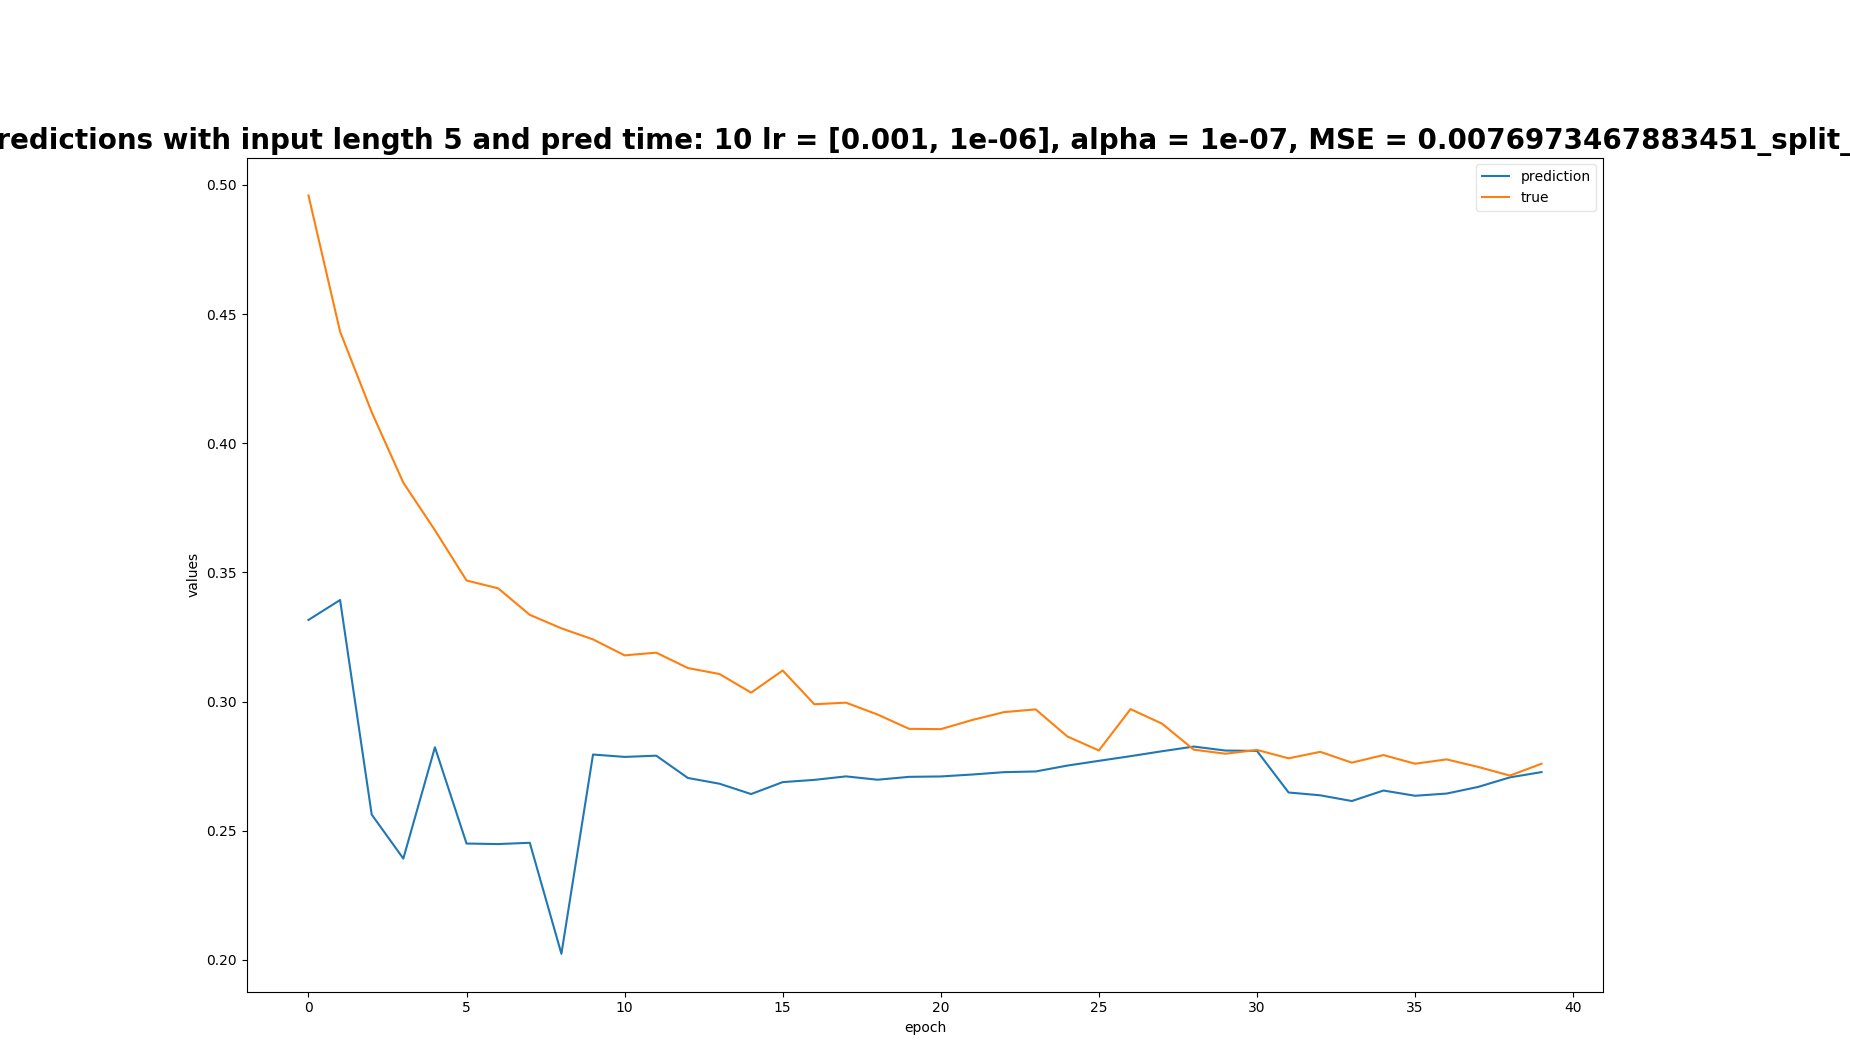 redictions with input length 5 and pred time: 10 lr = [0.001, 1e-06], alpha = 1e-07, MSE = 0.0076973467883451_split_
prediction
true
0.50
0.45
0.40
0.35
0.30
0.25
0.20
values
0 5 10 15 20 25 30 35 40
epoch